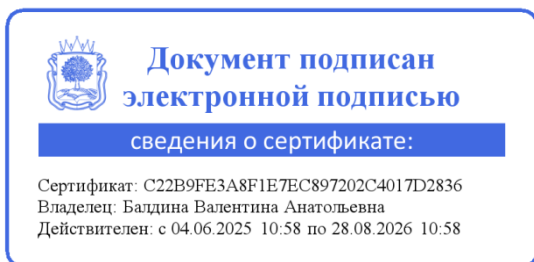 Документ подписан
электронной подписью
сведения о сертификате:
Сертификат: C22B9FE3A8F1E7EC897202C4017D2836
Владелец: Балдина Валентина Анатольевна
Действителен: с 04.06.2025 10:58 по 28.08.2026 10:58